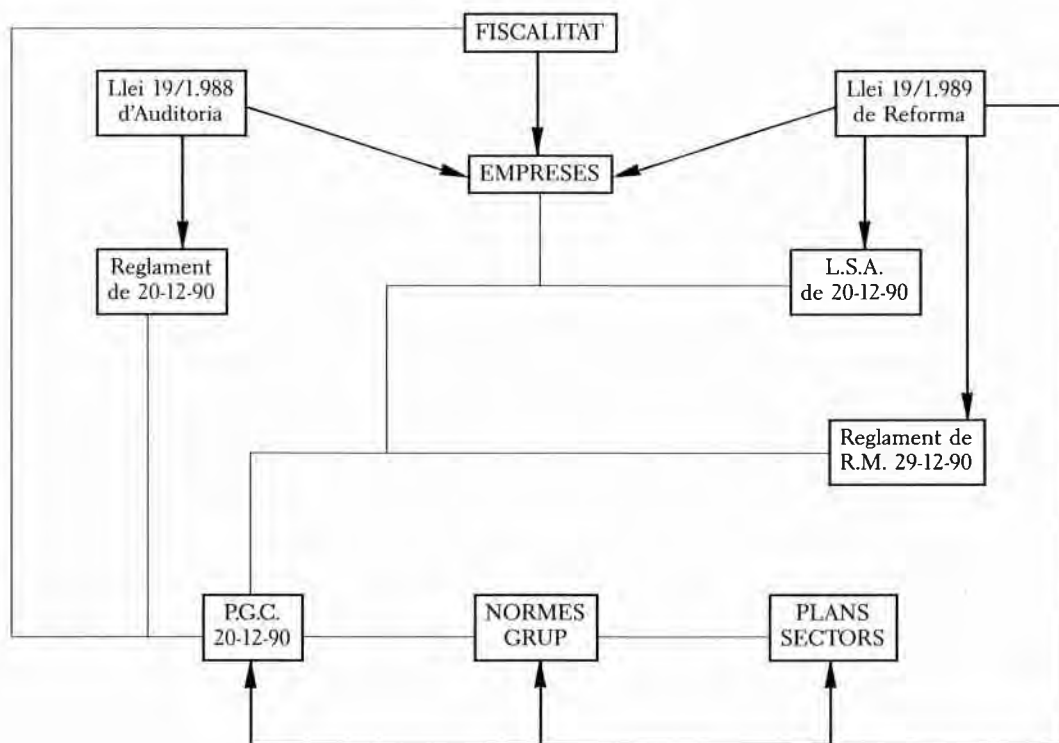 FISCALITAT
Llei 19/1.988
d'Auditoria
Llei 19/1.989
de Reforma
EMPRESES
Reglament
de 20-12-90
L.S.A.
de 20-12-90
Reglament de
R.M. 29-12-90
P.G.C.
20-12-90
NORMES
GRUP
PLANS
SECTORS